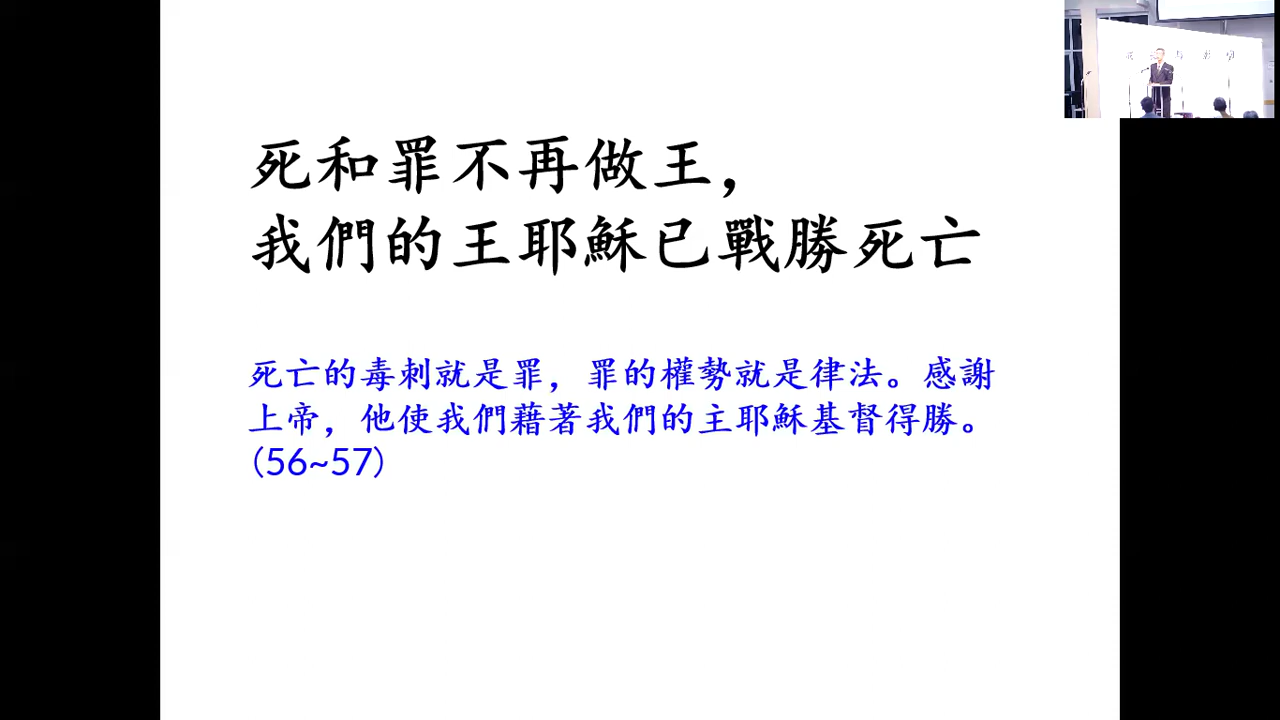 死和罪不再做王，
我們的王耶穌已戰勝死亡
死亡的毒刺就是罪，罪的權勢就是律法。感謝
上帝，他使我們藉著我們的主耶穌基督得勝。
(56~57)